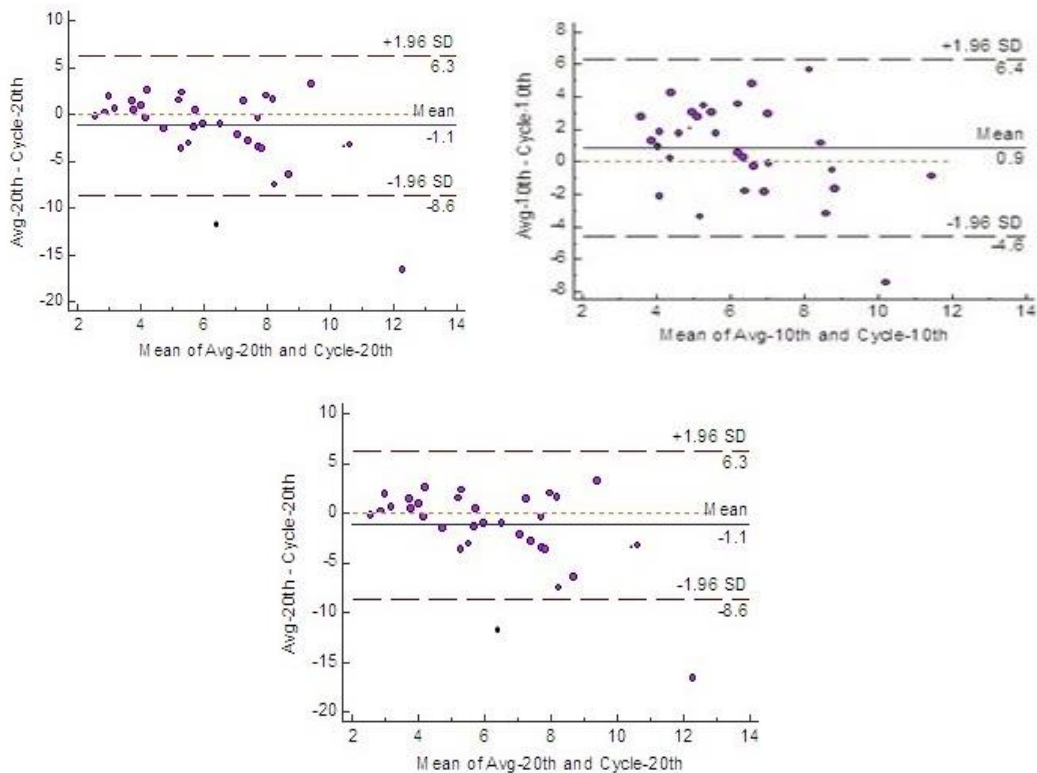 10
5
0
-5
-10
-15
-20
Avg-20th - Cycle-20th
+1.96 SD
6.3
Mean
-1.1
-1.96 SD
-8.6
2 4 6 8 10 12 14
Mean of Avg-20th and Cycle-20th
8
6
4
2
0
-2
-4
-6
-8
Avg-10th - Cycle-10th
+1.96 SD
6.4
Mean
0.9
-1.96 SD
-4.6
2 4 6 8 10 12 14
Mean of Avg-10th and Cycle-10th
10
5
0
-5
-10
-15
-20
Avg-20th - Cycle-20th
+1.96 SD
6.3
Mean
-1.1
-1.96 SD
-8.6
2 4 6 8 10 12 14
Mean of Avg-20th and Cycle-20th